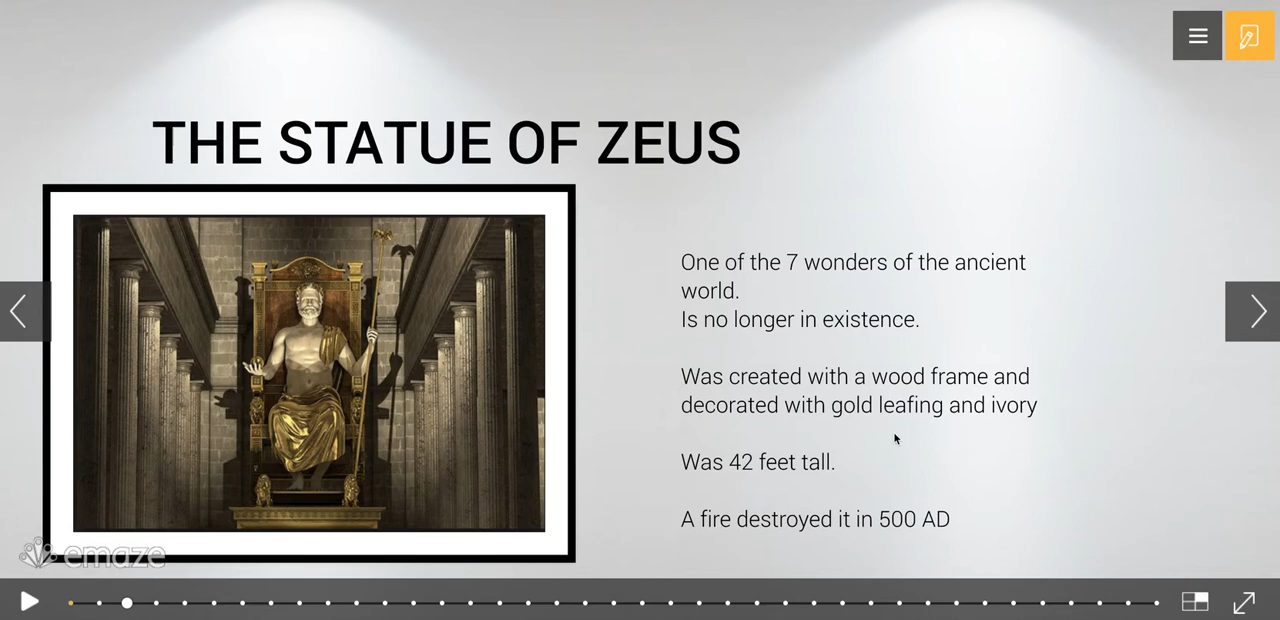 THE STATUE OF ZEUS
One of the 7 wonders of the ancient
world.
Is no longer in existence.
Was created with a wood frame and
decorated with gold leafing and ivory
Was 42 feet tall.
A fire destroyed it in 500 AD
emaze